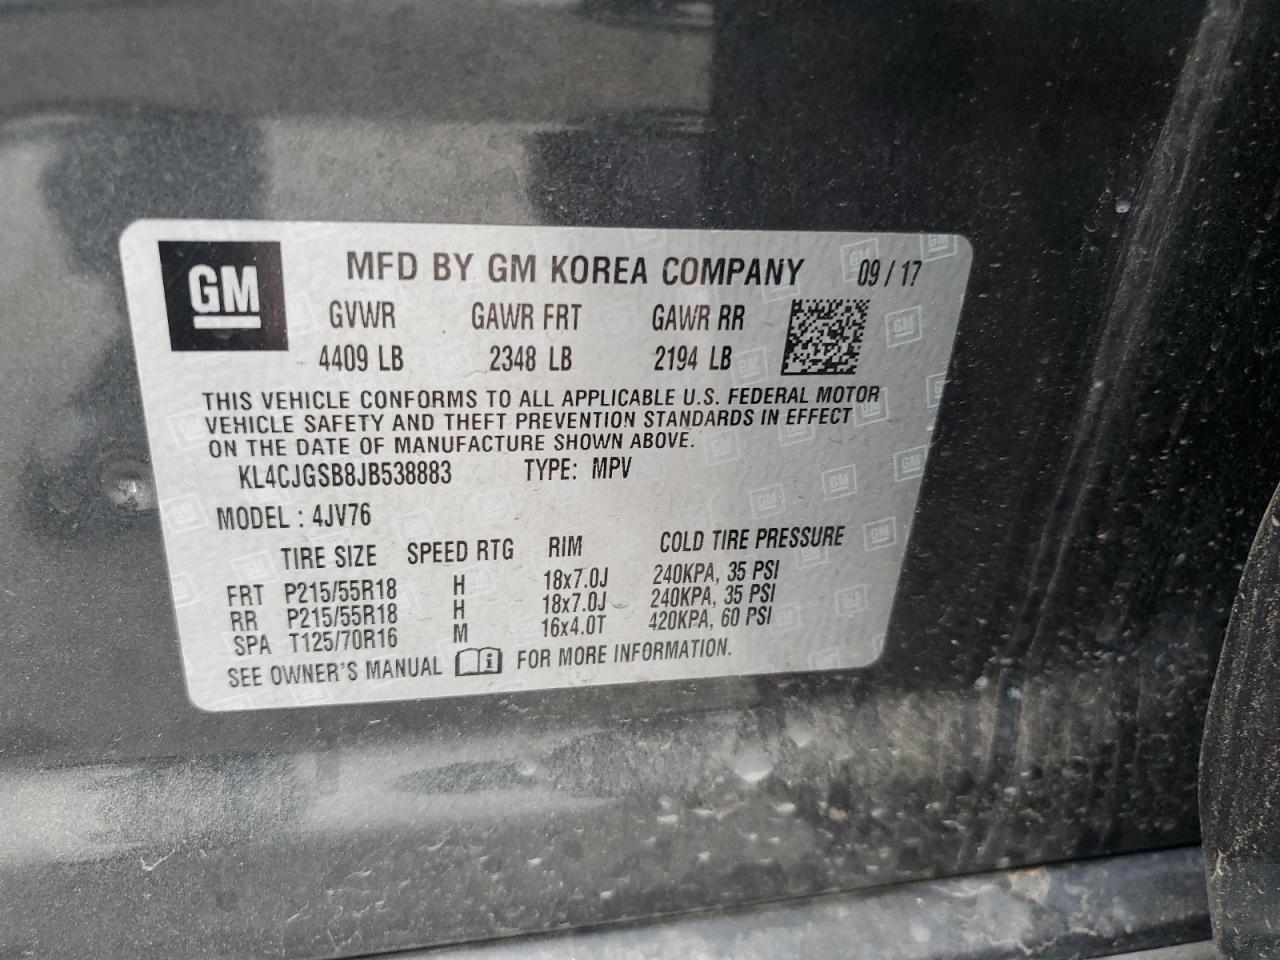 GM MFD BY GM KOREA COMPANY 09 / 17
GVWR GAWR FRT GAWR RR
4409 LB 2348 LB 2194 LB
THIS VEHICLE CONFORMS TO ALL APPLICABLE U.S. FEDERAL MOTOR
VEHICLE SAFETY AND THEFT PREVENTION STANDARDS IN EFFECT
ON THE DATE OF MANUFACTURE SHOWN ABOVE.
KL4CJGSB8JB538883 TYPE: MPV
MODEL : 4JV76
TIRE SIZE SPEED RTG RIM COLD TIRE PRESSURE
FRT P215/55R18 H 18x7.0J 240KPA, 35 PSI
RR P215/55R18 H 18x7.0J 240KPA, 35 PSI
SPA T125/70R16 M 16x4.0T 420KPA, 60 PSI
SEE OWNER'S MANUAL i FOR MORE INFORMATION.